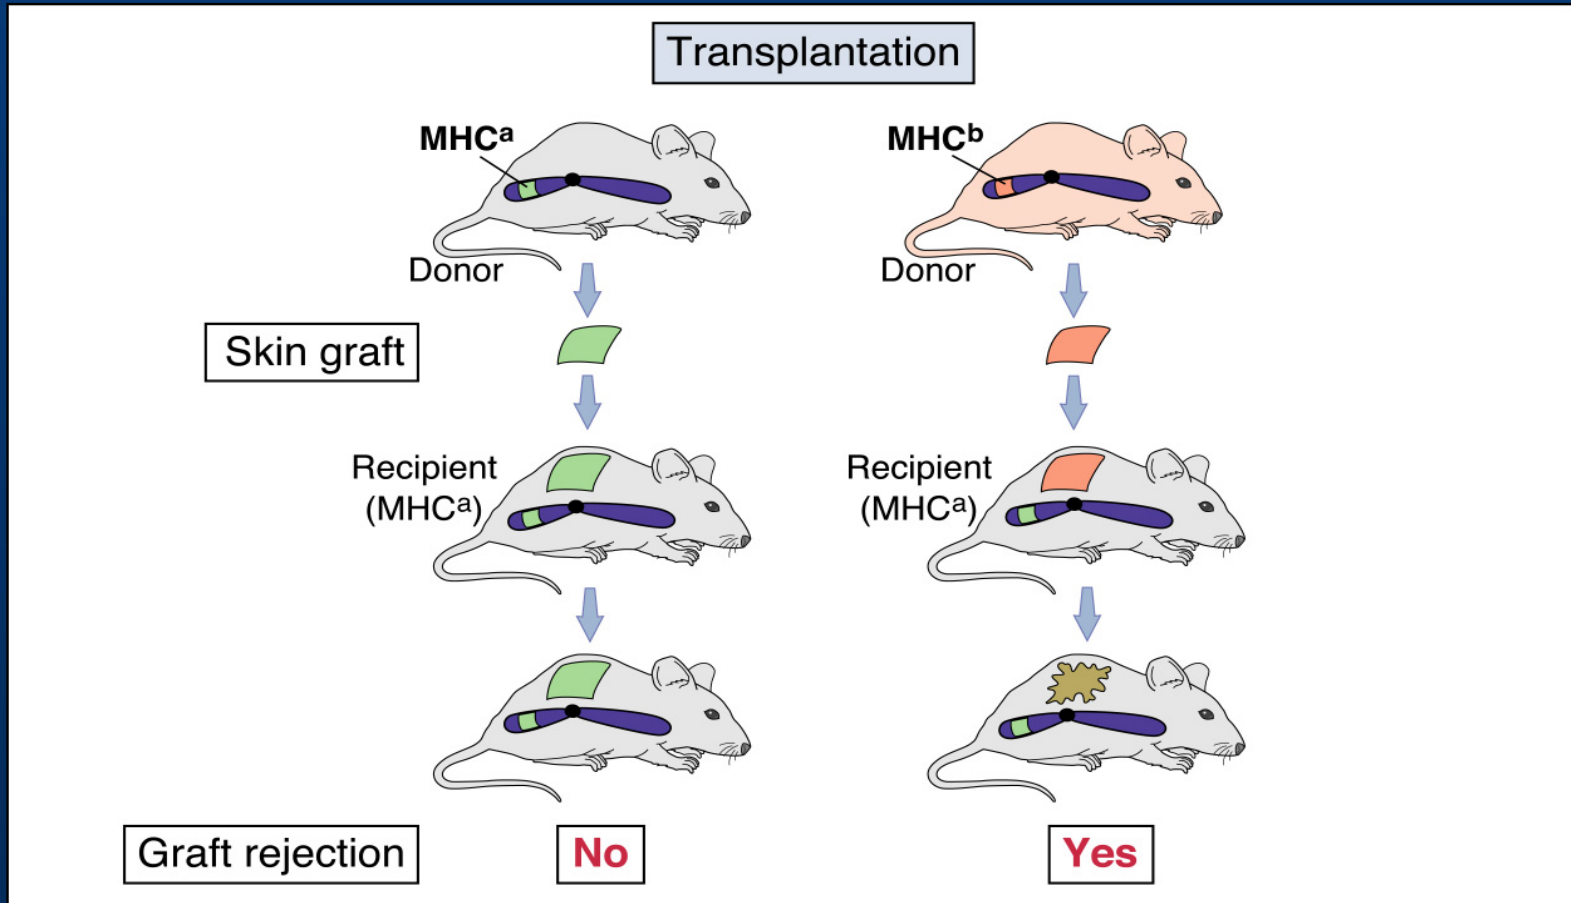 Transplantation
MHCᵃ
MHCᵇ
Donor
Donor
Skin graft
Recipient
(MHCᵃ)
Recipient
(MHCᵃ)
Graft rejection
No
Yes